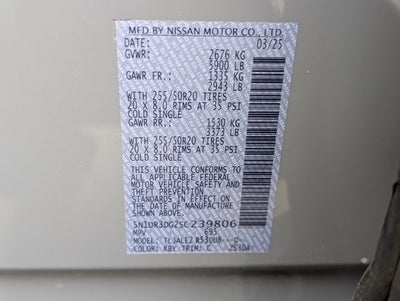 MFD BY NISSAN MOTOR CO., LTD.
DATE: 03/25
GVWR: 2676 KG
5900 LB
GAWR FR.: 1335 KG
2943 LB
WITH 255/50R20 TIRES
20 X 8.0 RIMS AT 35 PSI
COLD SINGLE
GAWR RR.: 1530 KG
3373 LB
WITH 255/50R20 TIRES
20 X 8.0 RIMS AT 35 PSI
COLD SINGLE
THIS VEHICLE CONFORMS TO
ALL APPLICABLE FEDERAL
MOTOR VEHICLE SAFETY
STANDARDS IN EFFECT ON
THE DATE OF MANUFACTURE
SHOWN ABOVE.
5N1DR3DG2SC239806
MPV 695
MODEL:
COLOR: KBY TRIM: C 2530A